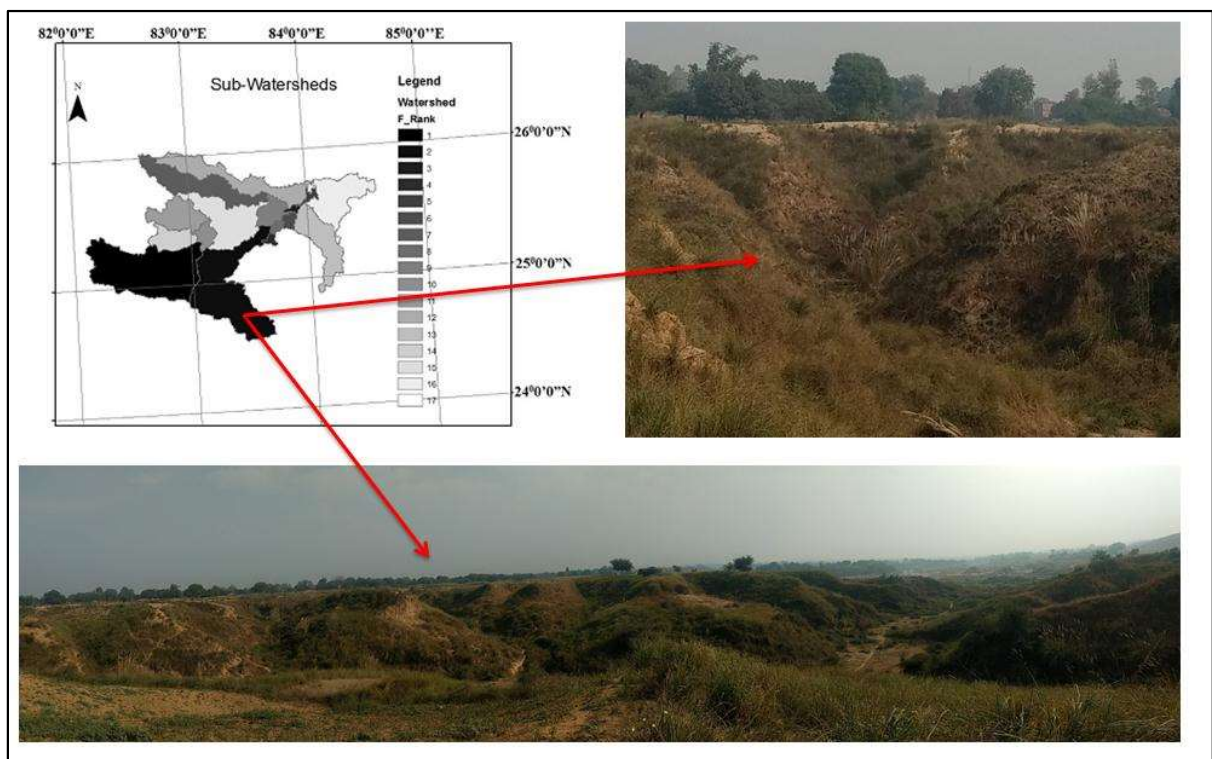 82⁰0'0"E 83⁰0'0"E 84⁰0'0"E 85⁰0'0"E
N
Sub-Watersheds
Legend
Watershed
F_Rank
1
2
3
4
5
6
7
8
9
10
11
12
13
14
15
16
17
26⁰0'0"N
25⁰0'0"N
24⁰0'0"N